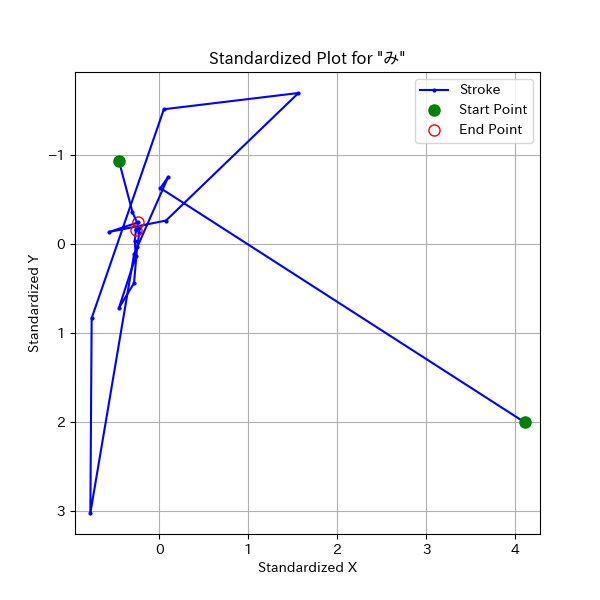 Standardized Plot for "み"
Stroke
Start Point
End Point
−1
0
1
2
3
Standardized Y
0
1
2
3
4
Standardized X